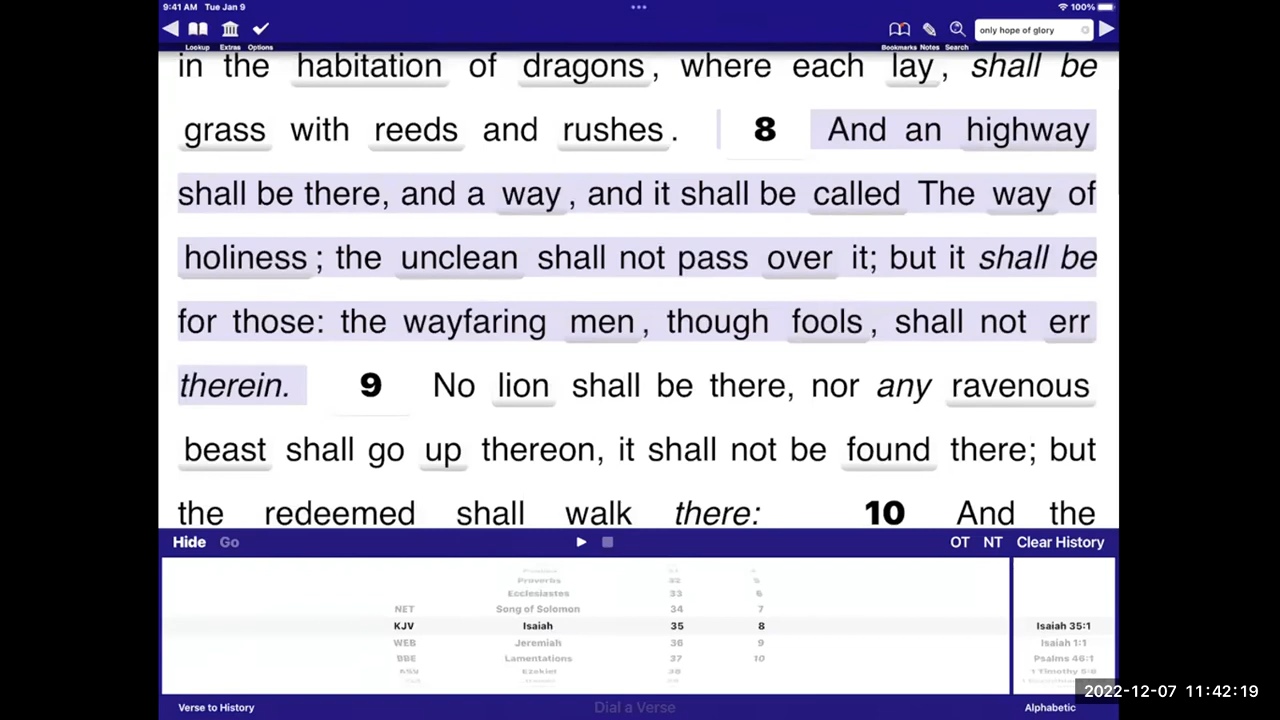 9:41 AM Tue Jan 9
100%
Lookup Extras Options
Bookmarks Notes Search
only hope of glory
in the habitation of dragons, where each lay, shall be
grass with reeds and rushes. 8 And an highway
shall be there, and a way, and it shall be called The way of
holiness; the unclean shall not pass over it; but it shall be
for those: the wayfaring men, though fools, shall not err
therein. 9 No lion shall be there, nor any ravenous
beast shall go up thereon, it shall not be found there; but
the redeemed shall walk there: 10 And the
Hide Go OT NT Clear History
Proverbs 32
Ecclesiastes 33 6
NET Song of Solomon 34 7
KJV Isaiah 35 8 Isaiah 35:1
WEB Jeremiah 36 9 Isaiah 1:1
BBE Lamentations 37 10 Psalms 46:1
Ezekiel 38 1 Timothy
2022-12-07 11:42:19
Verse to History Dial a Verse Alphabetic